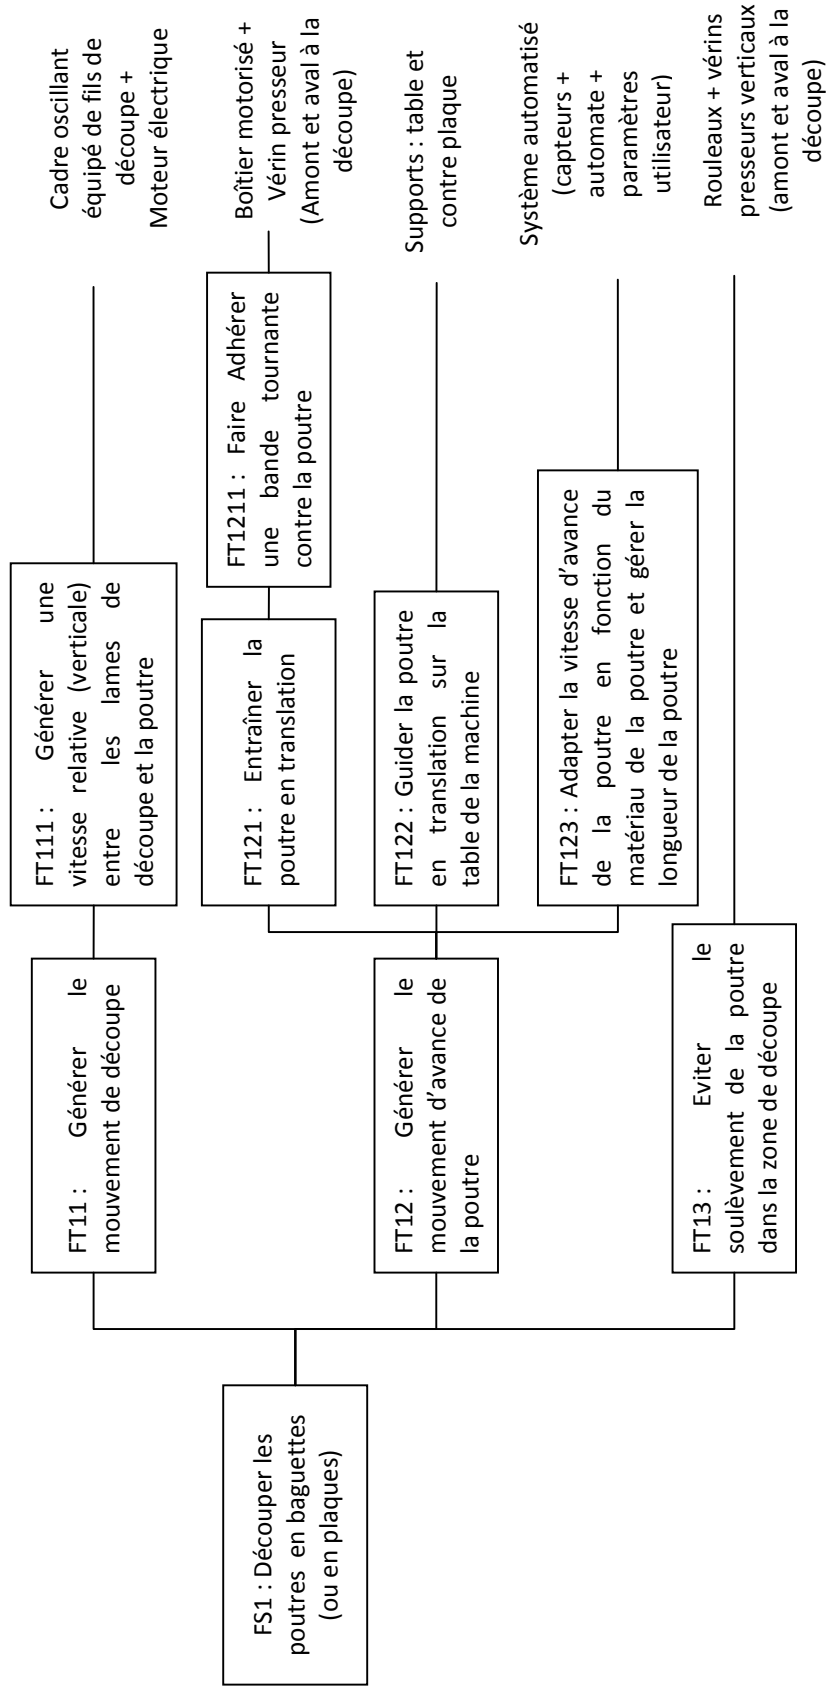 FS1 : Découper les
poutres en baguettes
(ou en plaques)
FT11 : Générer le
mouvement de découpe
FT111 : Générer une
vitesse relative (verticale)
entre les lames de
découpe et la poutre
Cadre oscillant
équipé de fils de
découpe +
Moteur électrique
FT12 : Générer le
mouvement d'avance de
la poutre
FT121 : Entraîner la
poutre en translation
FT1211 : Faire Adhérer
une bande tournante
contre la poutre
Boîtier motorisé +
Vérin presseur
(Amont et aval à la
découpe)
FT122 : Guider la poutre
en translation sur la
table de la machine
Supports : table et
contre plaque
FT123 : Adapter la vitesse d'avance
de la poutre en fonction du
matériau de la poutre et gérer la
longueur de la poutre
Système automatisé
(capteurs +
automate +
paramètres
utilisateur)
FT13 : Eviter le
soulèvement de la poutre
dans la zone de découpe
Rouleaux + vérins
presseurs verticaux
(amont et aval à la
découpe)